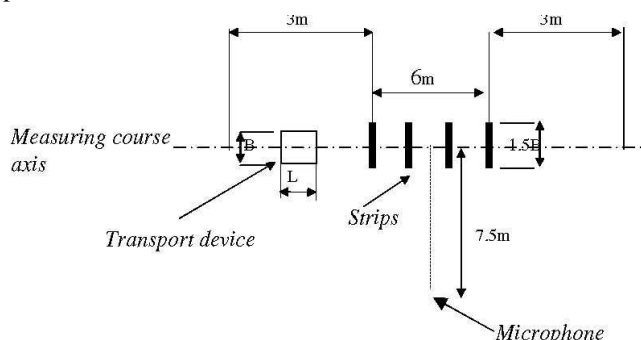 3m
3m
6m
Measuring course
axis
B
1.5B
L
Strips
7.5m
Transport device
Microphone